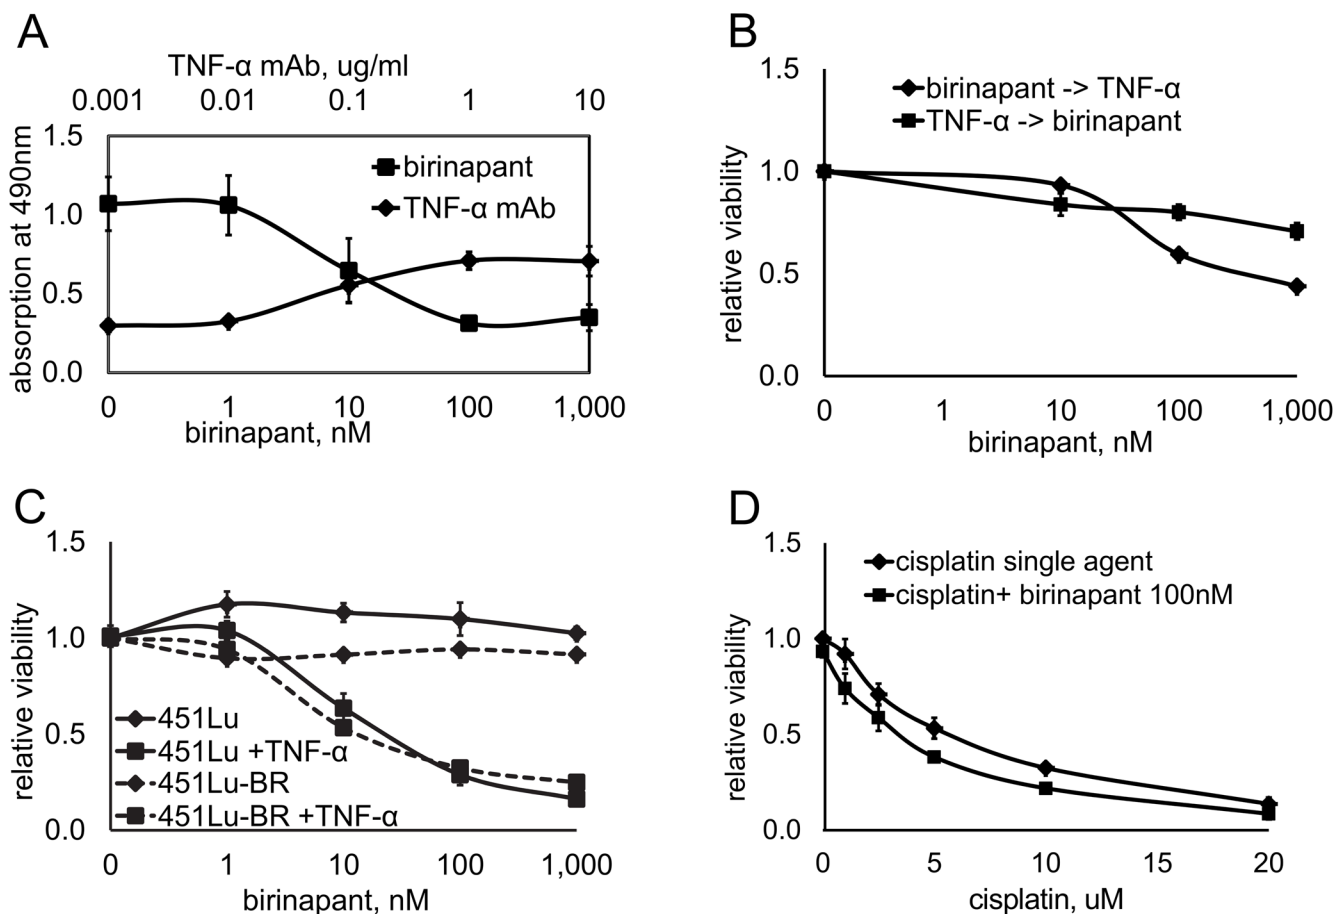 A
TNF-α mAb, ug/ml
0.001 0.01 0.1 1 10
1.5
1.0
0.5
0.0
absorption at 490nm
birinapant
TNF-α mAb
0 1 10 100 1,000
birinapant, nM
B
1.5
1.0
0.5
0.0
relative viability
birinapant -> TNF-α
TNF-α -> birinapant
0 1 10 100 1,000
birinapant, nM
C
1.5
1.0
0.5
0.0
relative viability
451Lu
451Lu +TNF-α
451Lu-BR
451Lu-BR +TNF-α
0 1 10 100 1,000
birinapant, nM
D
1.5
1.0
0.5
0.0
relative viability
cisplatin single agent
cisplatin+ birinapant 100nM
0 5 10 15 20
cisplatin, uM